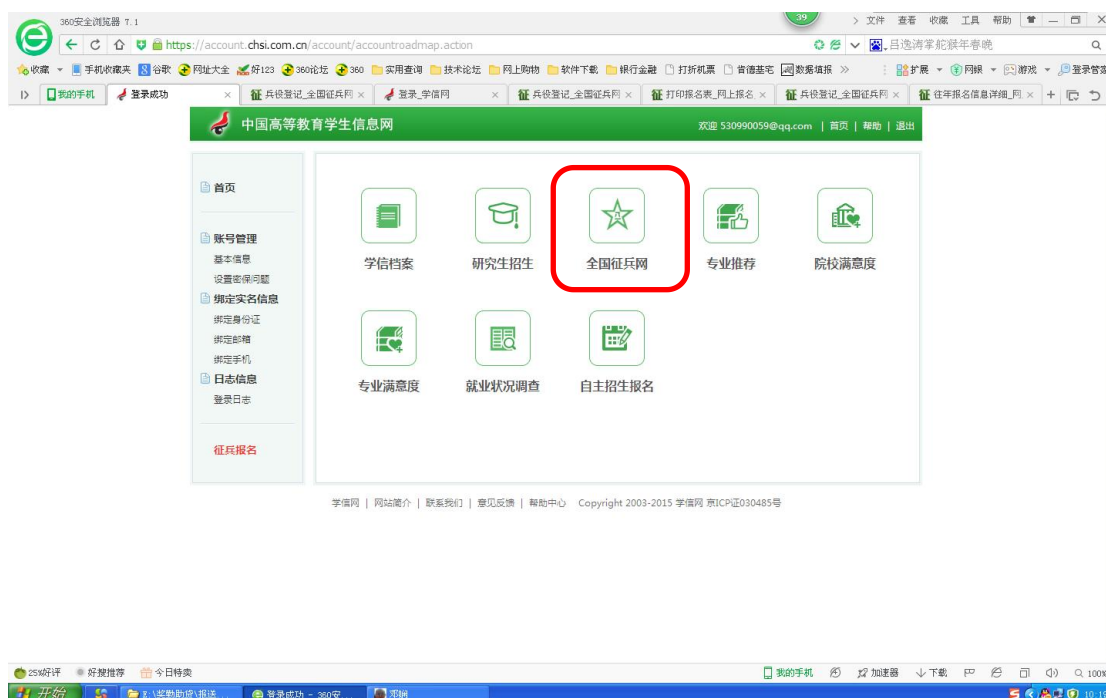 360安全浏览器 7.1
39
文件 查看 收藏 工具 帮助
https://account.chsi.com.cn/account/accountroadmap.action
吕逸涛掌舵猴年春晚
收藏 手机收藏夹 谷歌 网址大全 好123 360论坛 360 实用查询 技术论坛 网上购物 软件下载 银行金融 打折机票 省德基宅 数据填报 扩展 网银 游戏 登录管家
我的手机 登录成功 兵役登记_全国征兵网 登录_学信网 兵役登记_全国征兵网 打印报名表_网上报名 兵役登记_全国征兵网 往年报名信息详细_网
中国高等教育学生信息网
欢迎 530990059@qq.com | 首页 | 帮助 | 退出
首页
账号管理
基本信息
设置密保问题
绑定实名信息
绑定身份证
绑定邮箱
绑定手机
日志信息
登录日志
征兵报名
学信档案 研究生招生 全国征兵网 专业推荐 院校满意度
专业满意度 就业状况调查 自主招生报名
学信网 | 网站简介 | 联系我们 | 意见反馈 | 帮助中心 Copyright 2003-2015 学信网 京ICP证030485号
25%好评 好搜推荐 今日特卖
我的手机 加速器 下载 100%
开始 E:\奖勤助贷\报送... 登录成功 - 360安... 邓娟
10:10